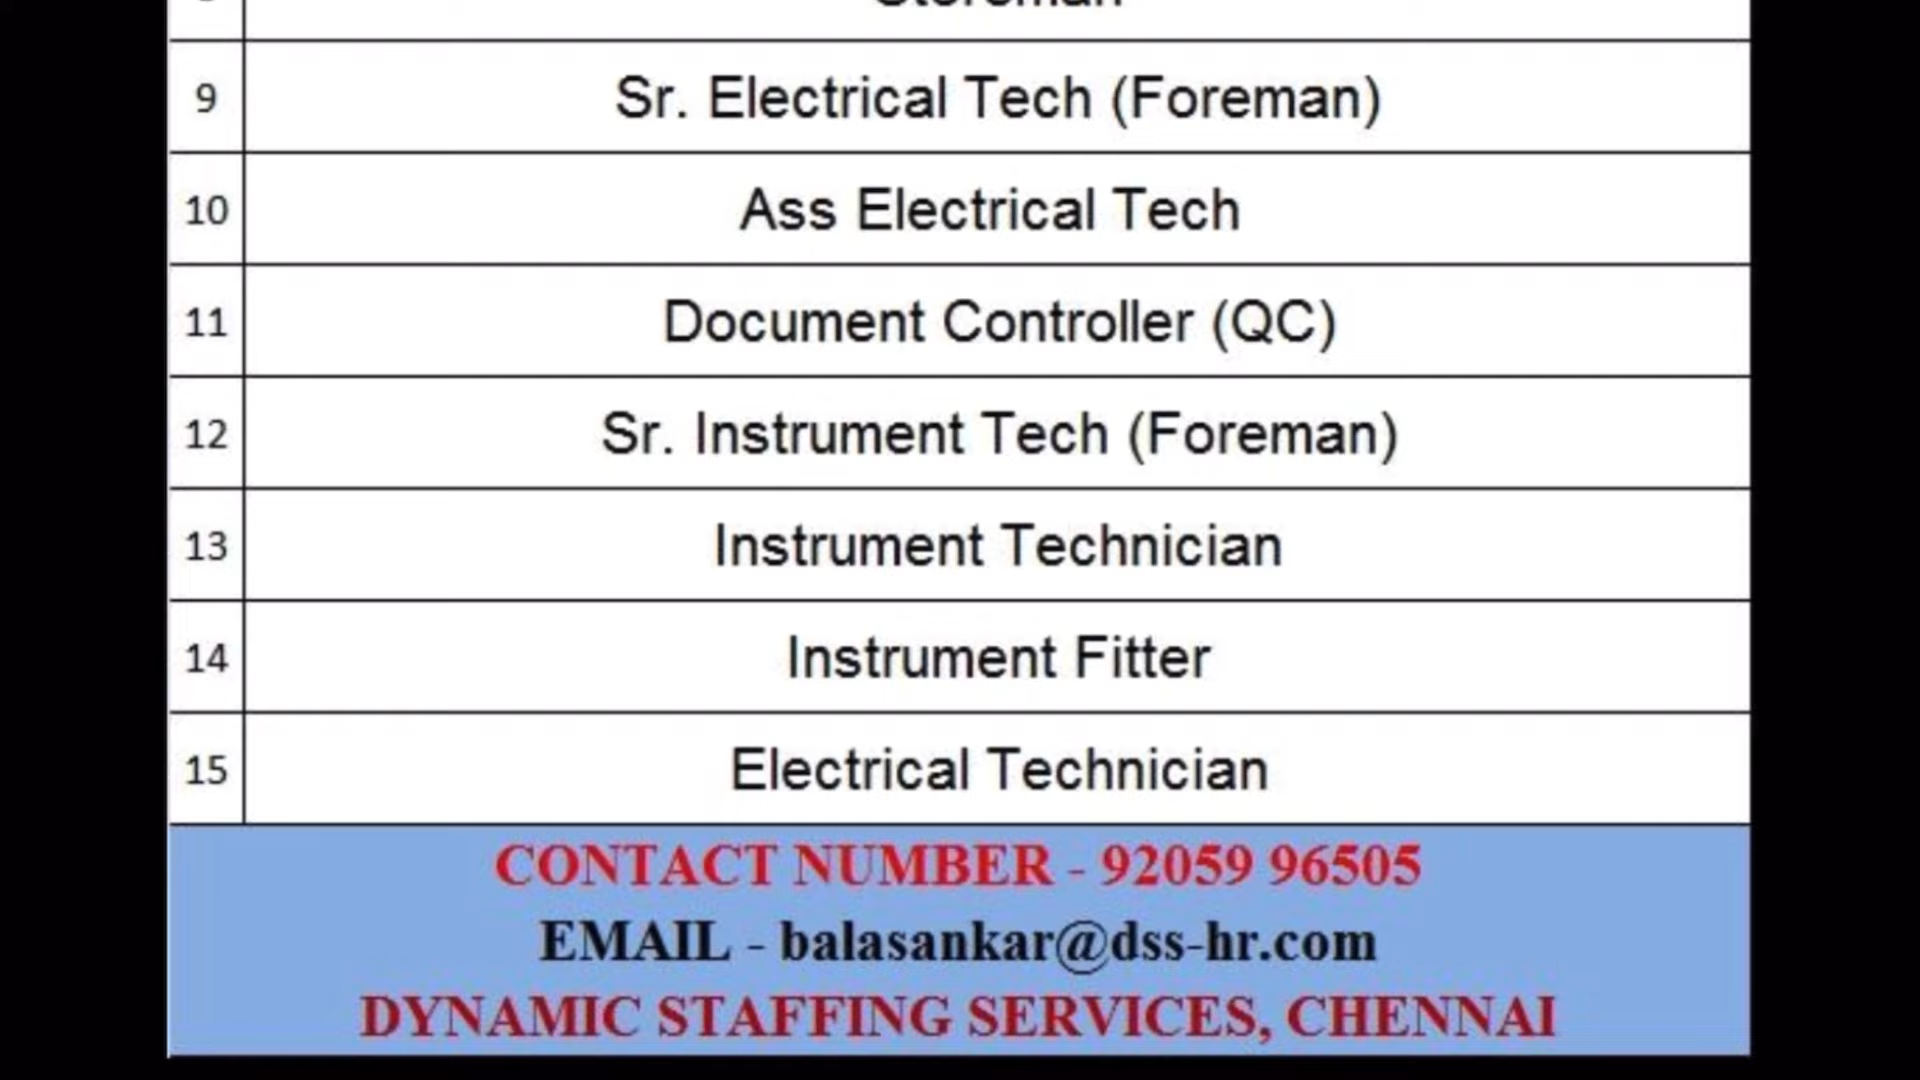 9 Sr. Electrical Tech (Foreman)
10 Ass Electrical Tech
11 Document Controller (QC)
12 Sr. Instrument Tech (Foreman)
13 Instrument Technician
14 Instrument Fitter
15 Electrical Technician
CONTACT NUMBER - 92059 96505
EMAIL - balasankar@dss-hr.com
DYNAMIC STAFFING SERVICES, CHENNAI